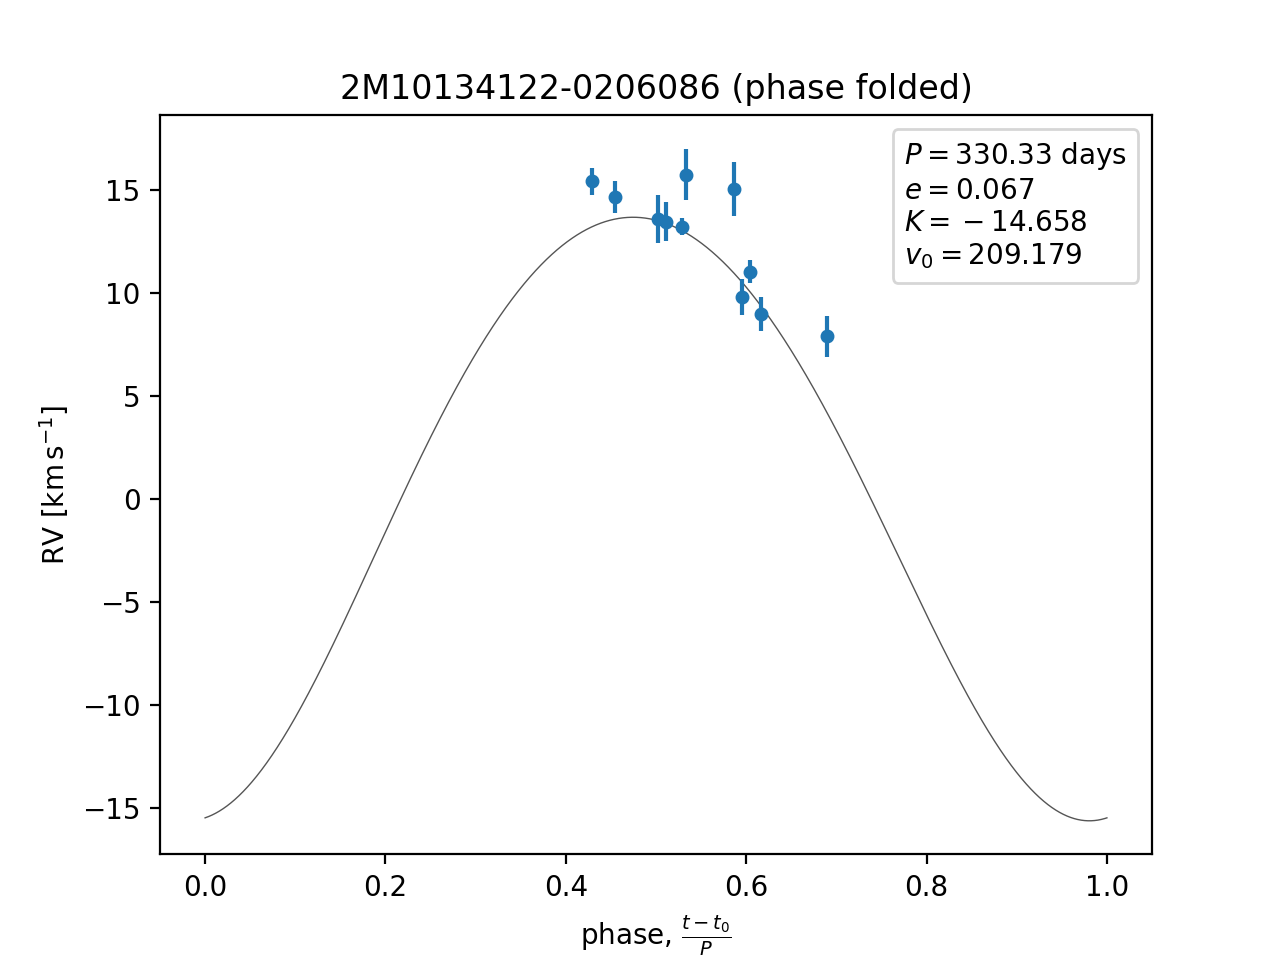 2M10134122-0206086 (phase folded)
P = 330.33 days
e = 0.067
K = −14.658
v₀ = 209.179
15
10
5
0
−5
−10
−15
RV [km s⁻¹]
0.0 0.2 0.4 0.6 0.8 1.0
phase, (t − t₀)/P